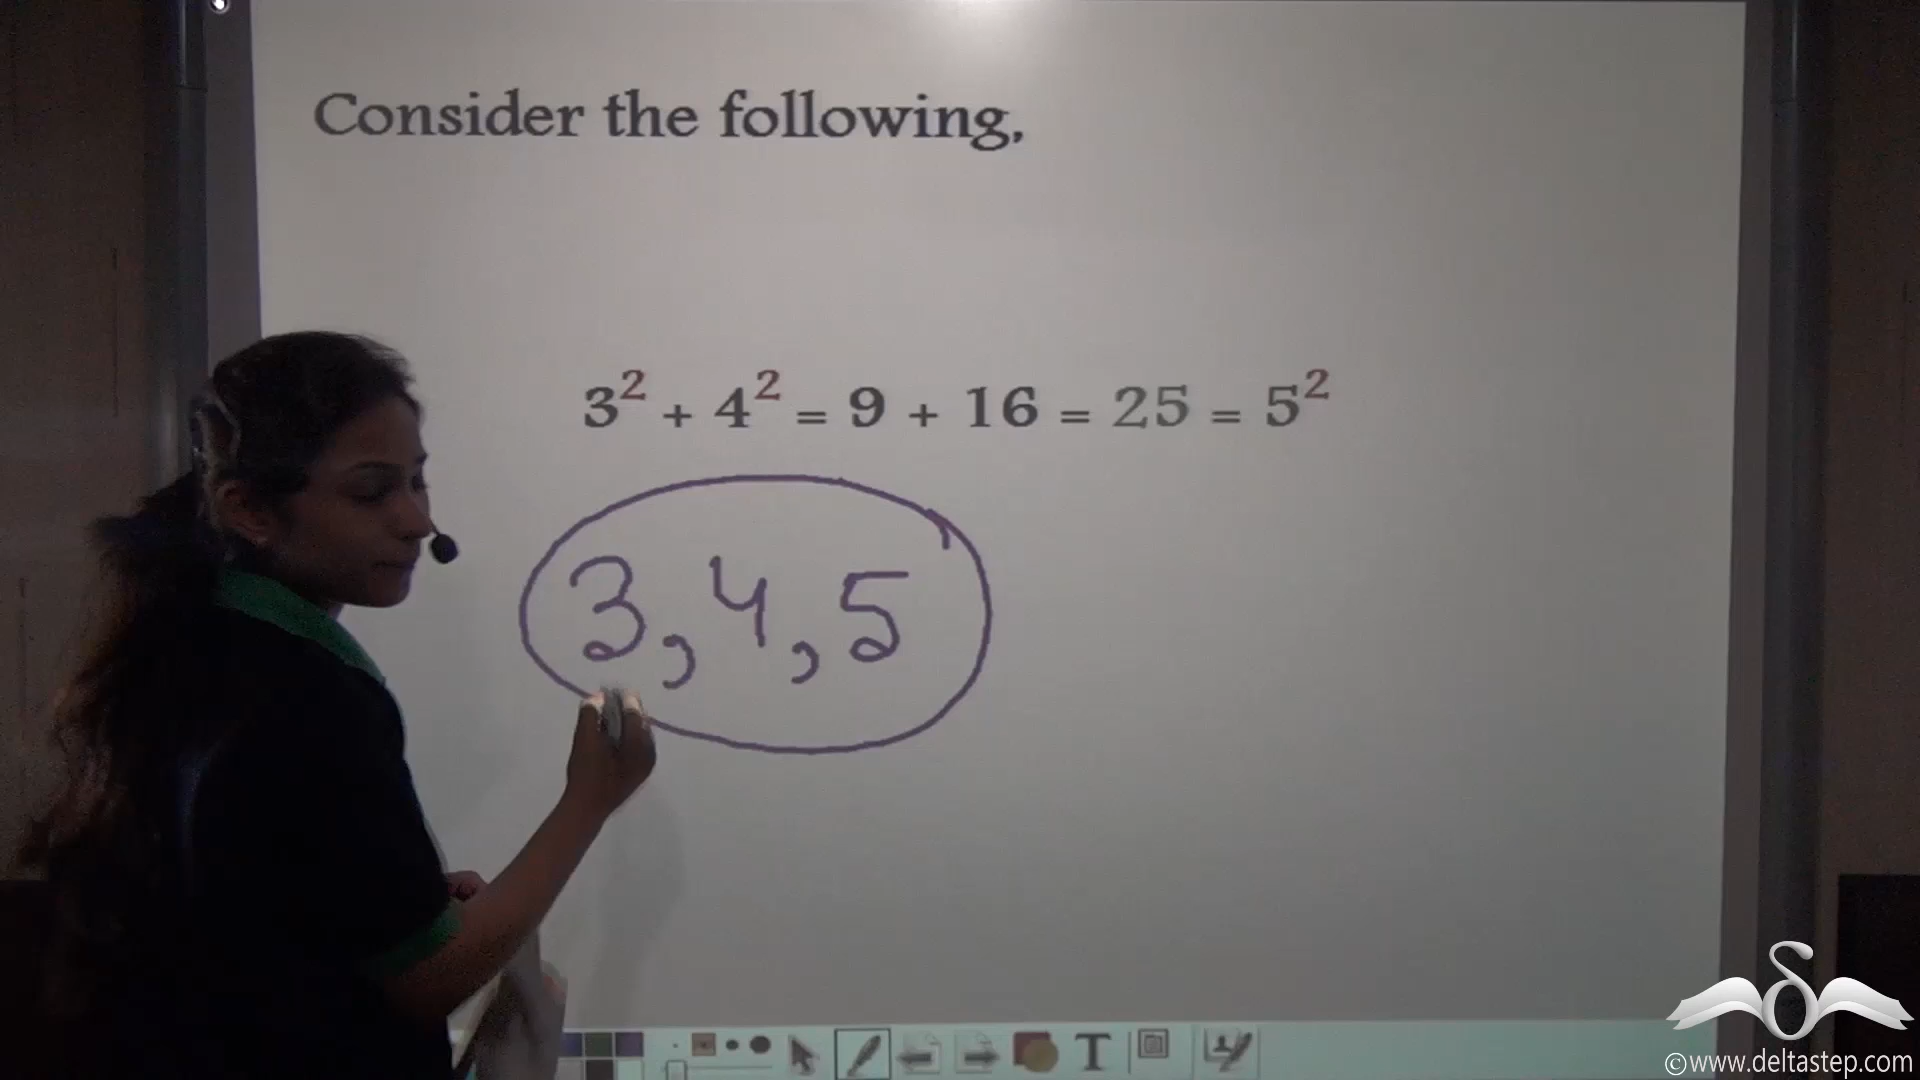 Consider the following,
3² + 4² = 9 + 16 = 25 = 5²
3, 4, 5
T
©www.deltastep.com